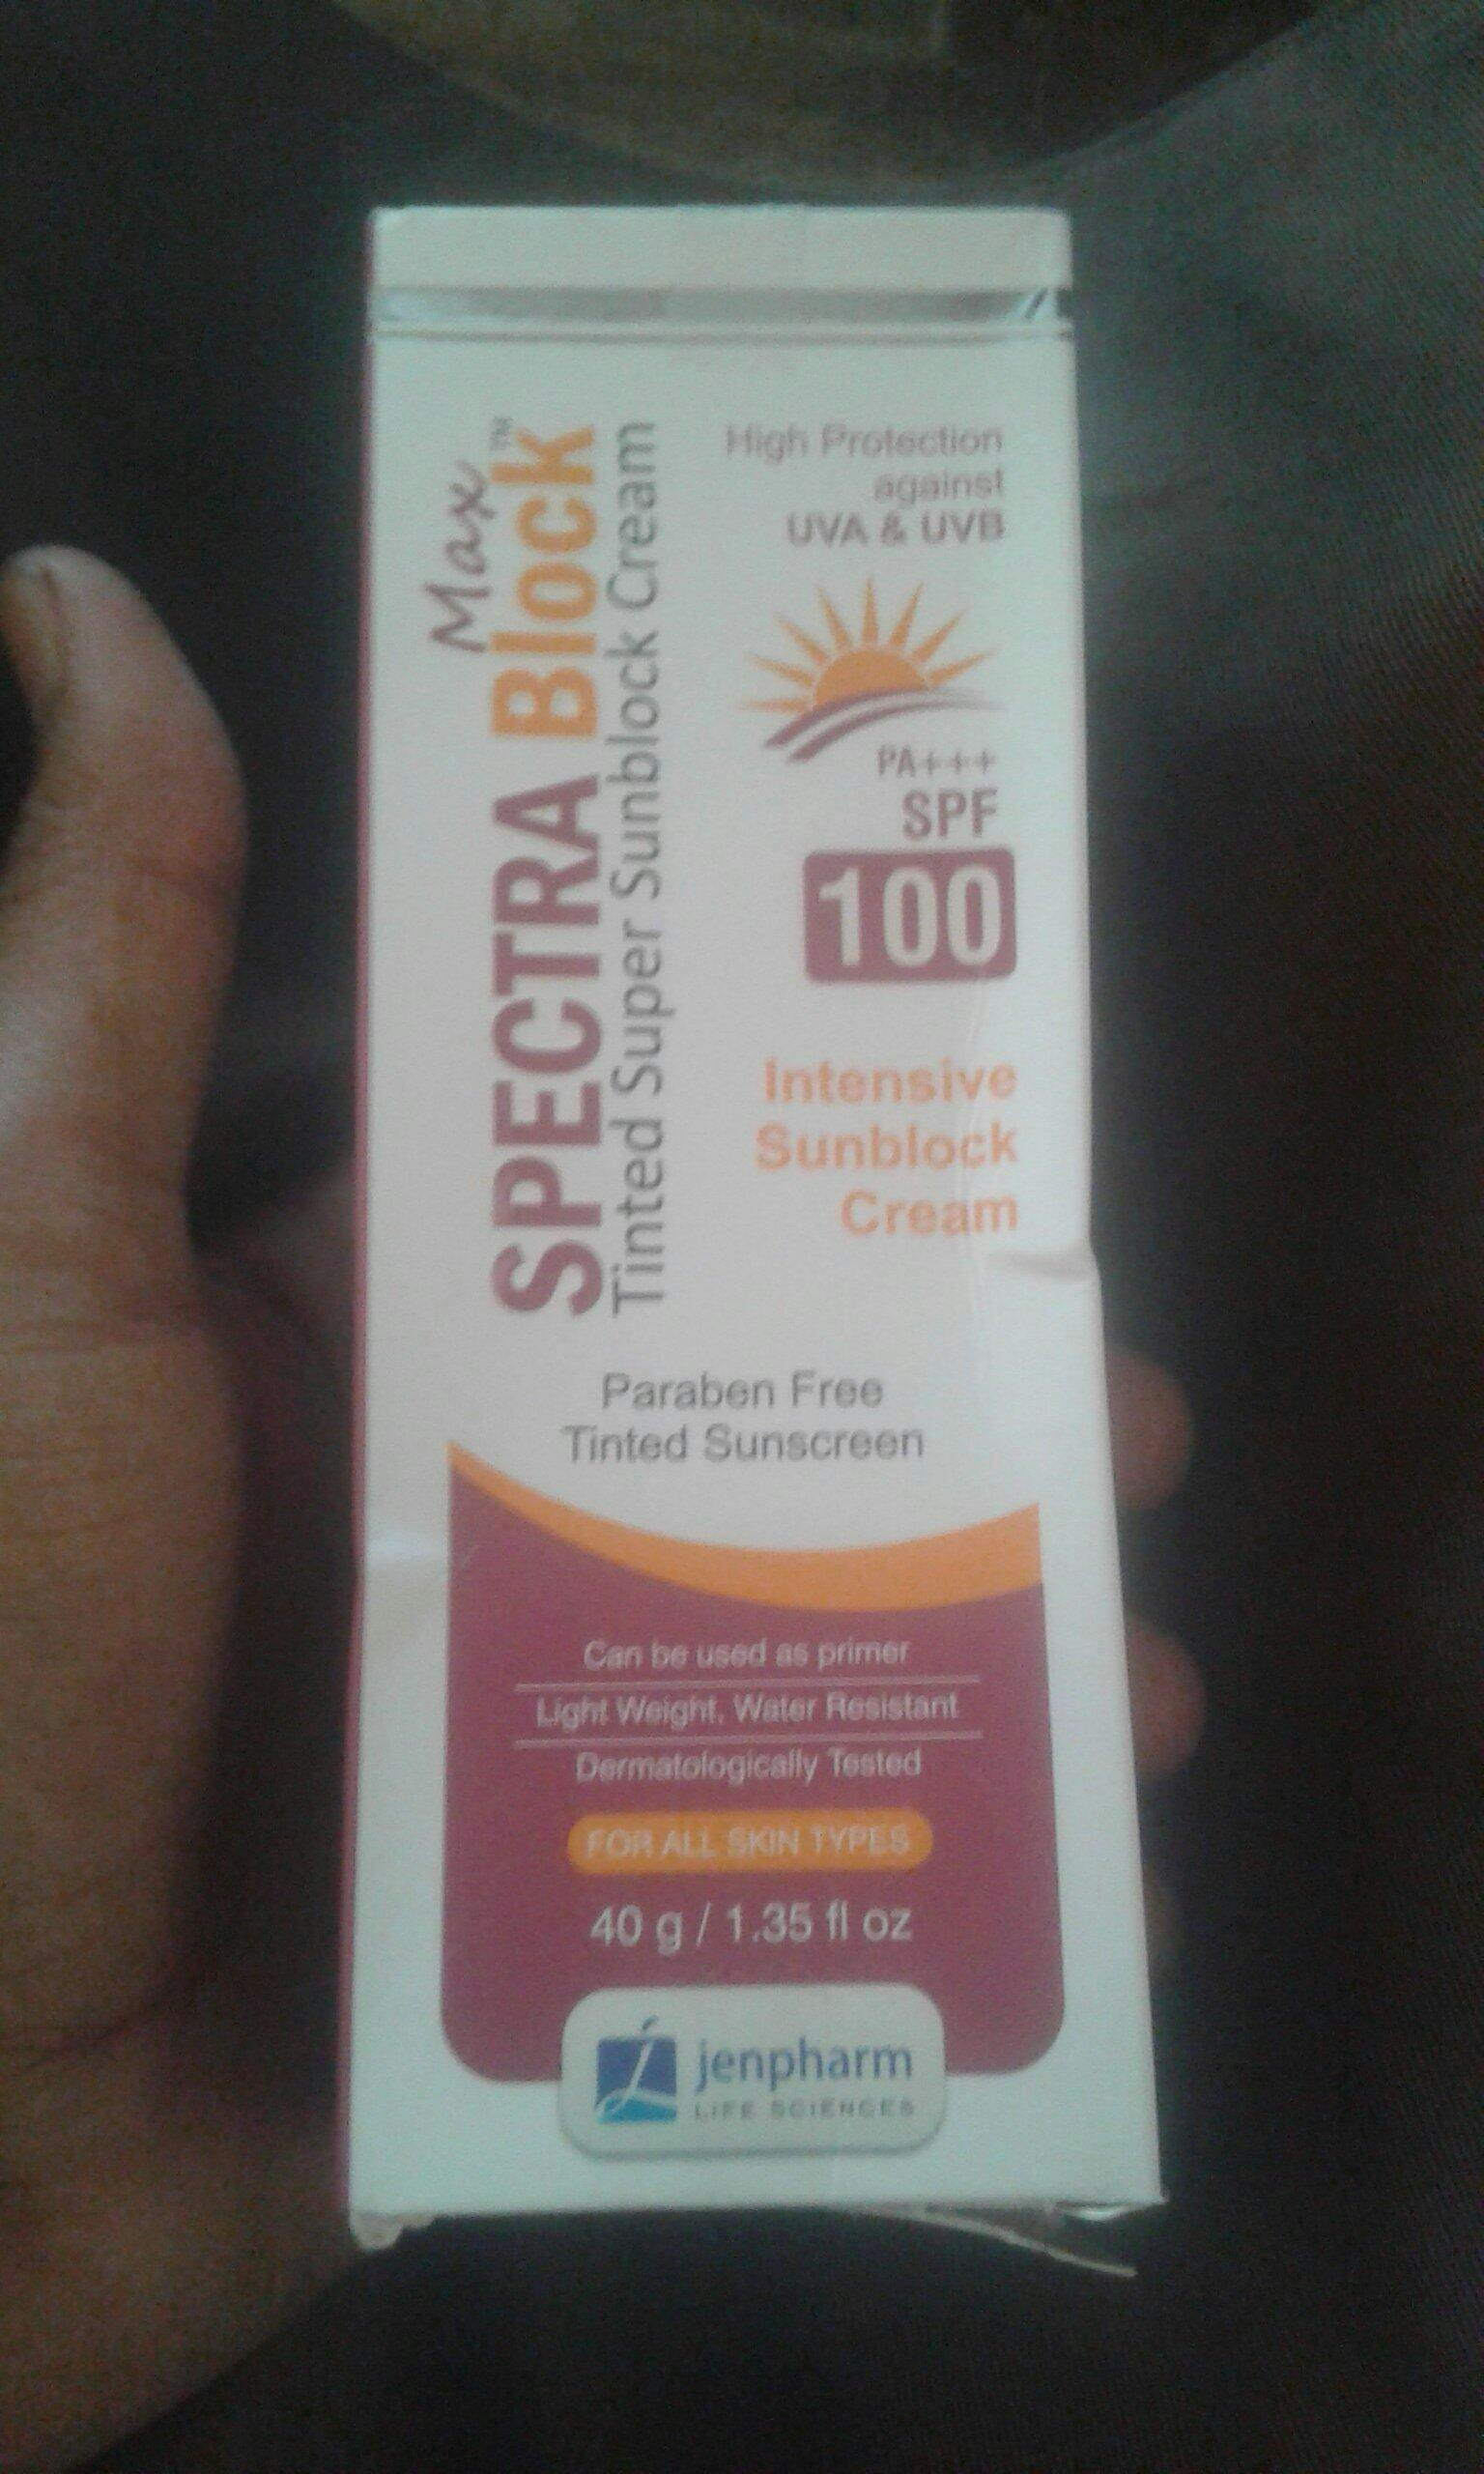 Max
SPECTRA Block™
Tinted Super Sunblock Cream
High Protection
against
UVA & UVB
PA+++
SPF
100
Intensive
Sunblock
Cream
Paraben Free
Tinted Sunscreen
Can be used as primer
Light Weight, Water Resistant
Dermatologically Tested
FOR ALL SKIN TYPES
40 g / 1.35 fl oz
jenpharm
LIFE SCIENCES